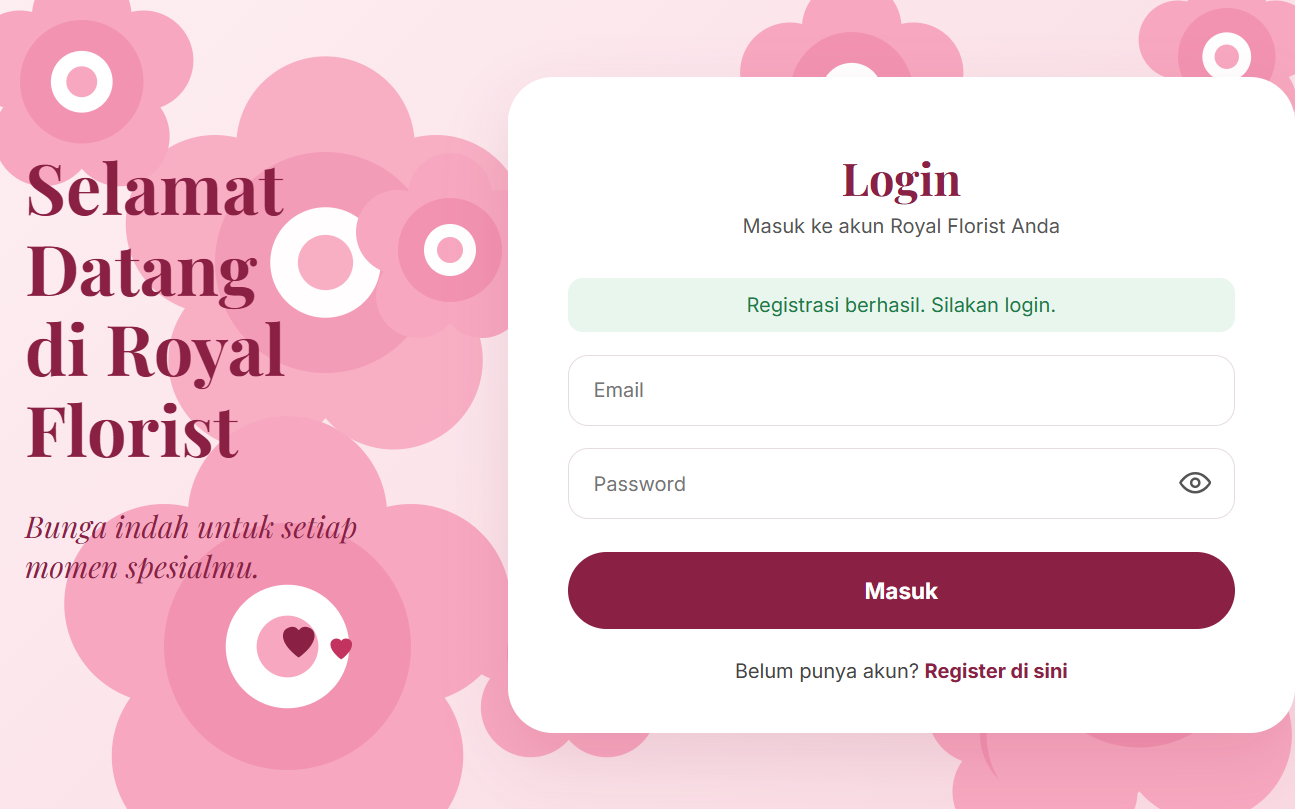 Selamat
Datang
di Royal
Florist
Bunga indah untuk setiap
momen spesialmu.
Login
Masuk ke akun Royal Florist Anda
Registrasi berhasil. Silakan login.
Email
Password
Masuk
Belum punya akun? Register di sini